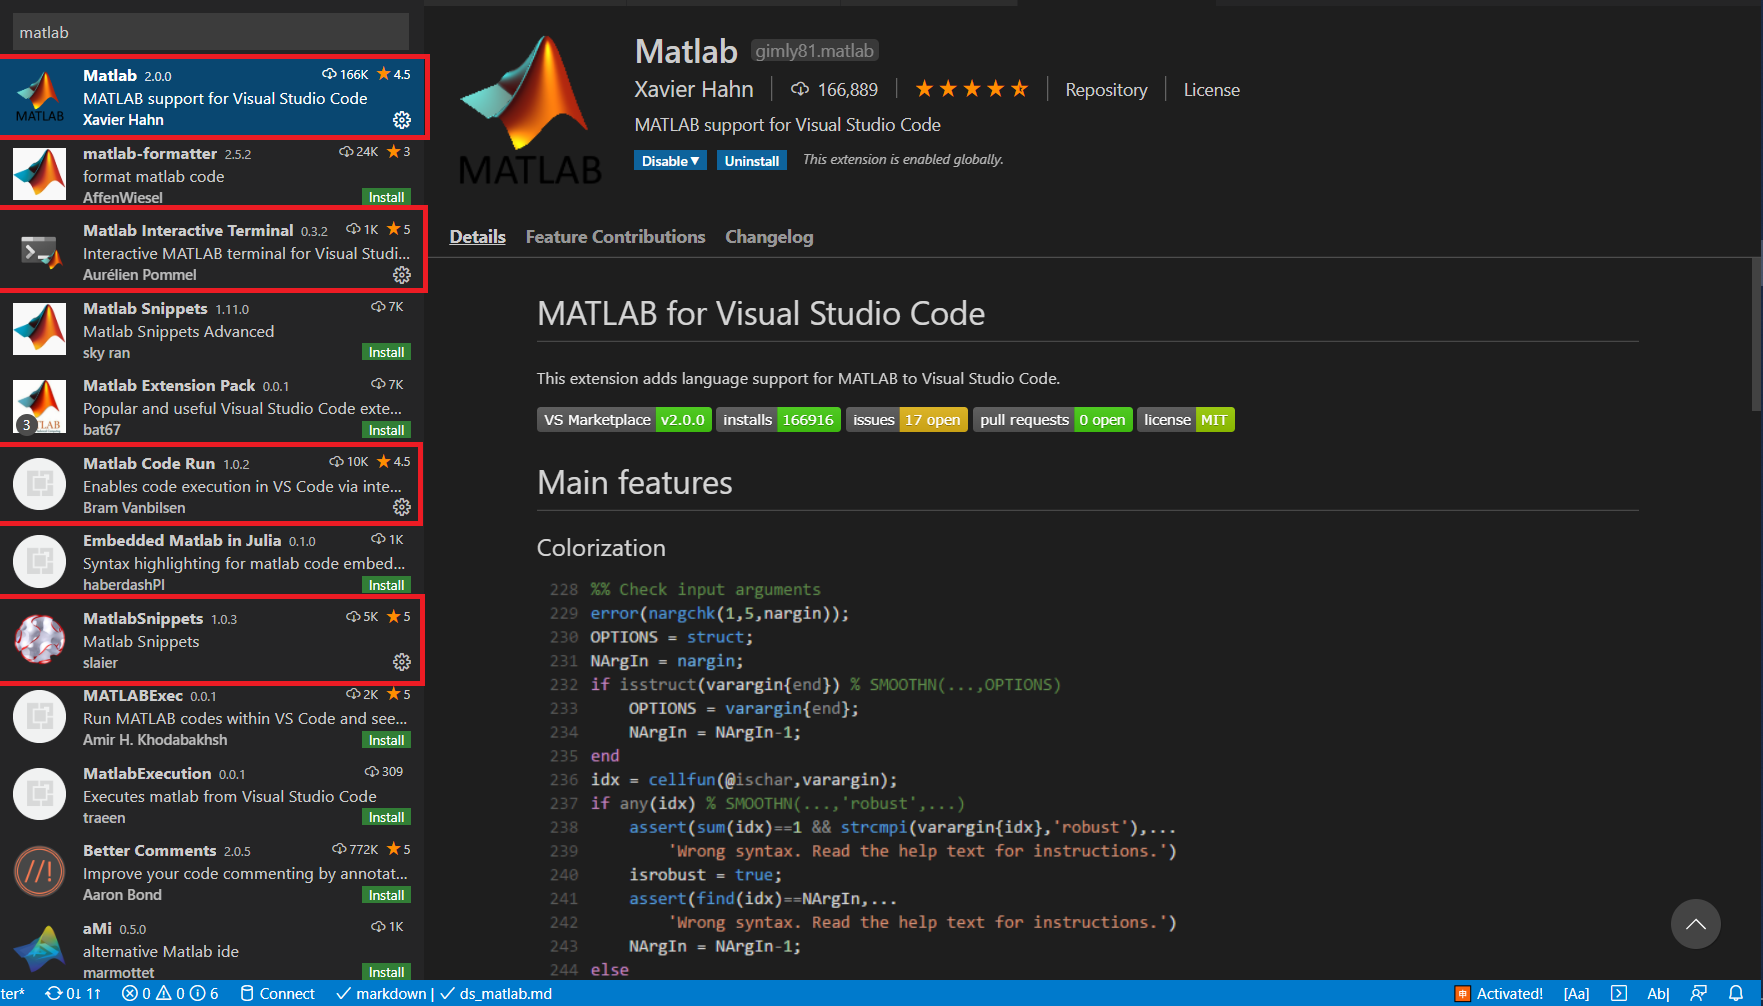 matlab
Matlab 2.0.0 166K 4.5
MATLAB support for Visual Studio Code
Xavier Hahn
MATLAB
matlab-formatter 2.5.2 24K 3
format matlab code
AffenWiesel Install
Matlab Interactive Terminal 0.3.2 1K 5
Interactive MATLAB terminal for Visual Studi...
Aurélien Pommel
Matlab Snippets 1.11.0 7K
Matlab Snippets Advanced
sky ran Install
Matlab Extension Pack 0.0.1 7K
Popular and useful Visual Studio Code exte...
3
bat67 Install
Matlab Code Run 1.0.2 10K 4.5
Enables code execution in VS Code via inte...
Bram Vanbilsen
Embedded Matlab in Julia 0.1.0 1K
Syntax highlighting for matlab code embed...
haberdashPI Install
MatlabSnippets 1.0.3 5K 5
Matlab Snippets
slaier
MATLABExec 0.0.1 2K 5
Run MATLAB codes within VS Code and see...
Amir H. Khodabakhsh Install
MatlabExecution 0.0.1 309
Executes matlab from Visual Studio Code
traeen Install
Better Comments 2.0.5 772K 5
Improve your code commenting by annotat...
Aaron Bond Install
aMi 0.5.0 1K
alternative Matlab ide
marmottet Install
MATLAB
Matlab gimly81.matlab
Xavier Hahn 166,889 Repository License
MATLAB support for Visual Studio Code
Disable▼ Uninstall This extension is enabled globally.
Details Feature Contributions Changelog
MATLAB for Visual Studio Code
This extension adds language support for MATLAB to Visual Studio Code.
VS Marketplace v2.0.0 installs 166916 issues 17 open pull requests 0 open license MIT
Main features
Colorization
228 %% Check input arguments
229 error(nargchk(1,5,nargin));
230 OPTIONS = struct;
231 NArgIn = nargin;
232 if isstruct(varargin{end}) % SMOOTHN(...,OPTIONS)
233 OPTIONS = varargin{end};
234 NArgIn = NArgIn-1;
235 end
236 idx = cellfun(@ischar,varargin);
237 if any(idx) % SMOOTHN(...,'robust',...)
238 assert(sum(idx)==1 && strcmpi(varargin{idx},'robust'),...
239 'Wrong syntax. Read the help text for instructions.')
240 isrobust = true;
241 assert(find(idx)==NArgIn,...
242 'Wrong syntax. Read the help text for instructions.')
243 NArgIn = NArgIn-1;
244 else
ter* 0↓ 1↑ 0 0 6 Connect markdown | ds_matlab.md Activated! [Aa] Ab|